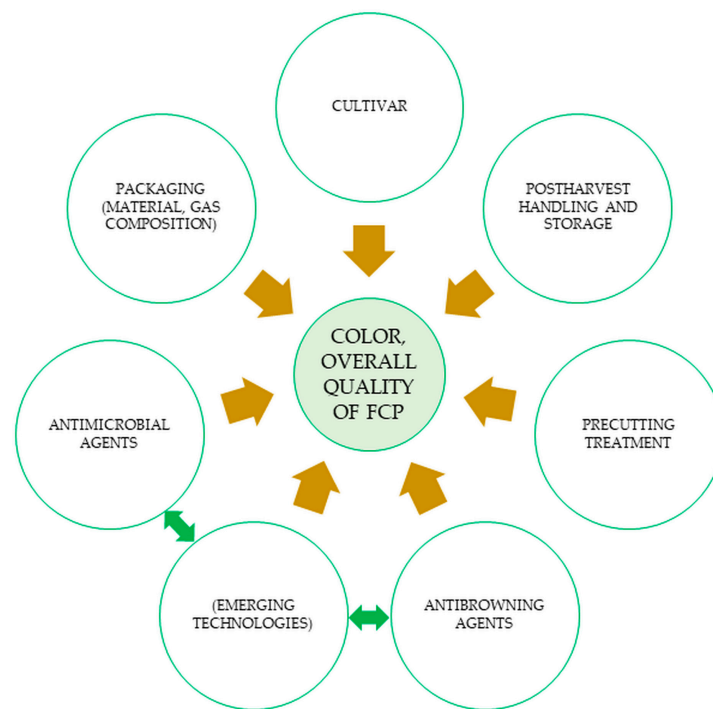 CULTIVAR
PACKAGING
(MATERIAL, GAS
COMPOSITION)
POSTHARVEST
HANDLING AND
STORAGE
COLOR,
OVERALL
QUALITY
OF FCP
ANTIMICROBIAL
AGENTS
PRECUTTING
TREATMENT
(EMERGING
TECHNOLOGIES)
ANTIBROWNING
AGENTS